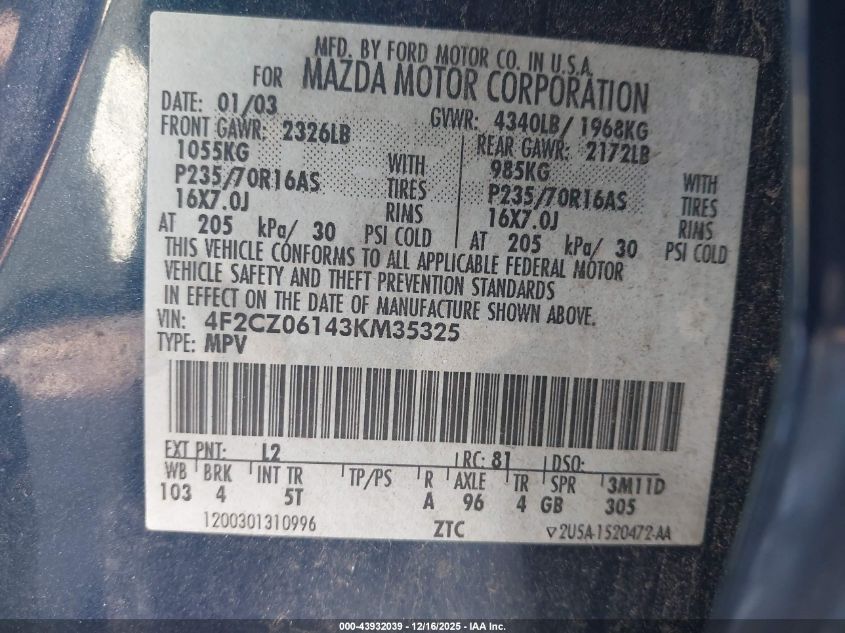 MFD. BY FORD MOTOR CO. IN U.S.A.
FOR MAZDA MOTOR CORPORATION
DATE: 01/03 GVWR: 4340LB/ 1968KG
FRONT GAWR: 2326LB REAR GAWR: 2172LB
1055KG WITH 985KG WITH
P235/70R16AS TIRES P235/70R16AS TIRES
16X7.0J RIMS 16X7.0J RIMS
AT 205 kPa/ 30 PSI COLD AT 205 kPa/ 30 PSI COLD
THIS VEHICLE CONFORMS TO ALL APPLICABLE FEDERAL MOTOR
VEHICLE SAFETY AND THEFT PREVENTION STANDARDS
IN EFFECT ON THE DATE OF MANUFACTURE SHOWN ABOVE.
VIN: 4F2CZ06143KM35325
TYPE: MPV
EXT PNT: L2 RC: 81 DSO:
WB BRK INT TR TP/PS R AXLE TR SPR 3M11D
103 4 5T A 96 4 GB 305
1200301310996 ZTC ▽2U5A-1520472-AA
000-43932039 - 12/16/2025 - IAA Inc.